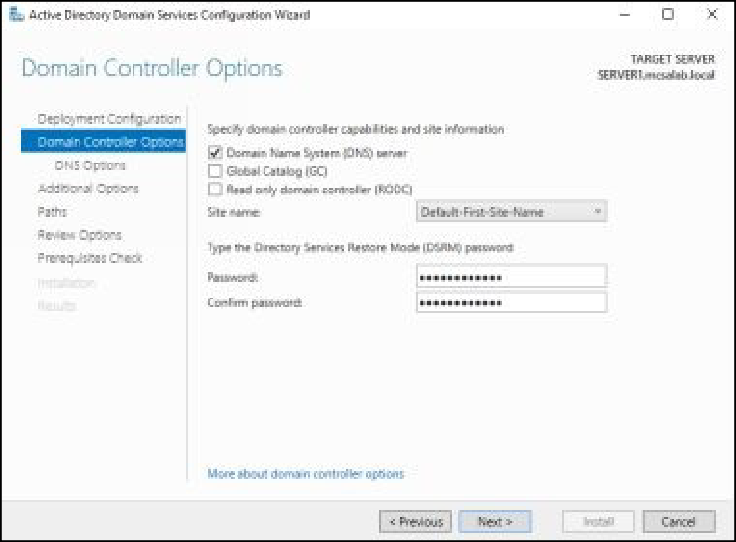 Active Directory Domain Services Configuration Wizard
Domain Controller Options
TARGET SERVER
SERVER1.mcsalab.local
Deployment Configuration
Domain Controller Options
DNS Options
Additional Options
Paths
Review Options
Prerequisites Check
Installation
Results
Specify domain controller capabilities and site information
Domain Name System (DNS) server
Global Catalog (GC)
Read only domain controller (RODC)
Site name:
Default-First-Site-Name
Type the Directory Services Restore Mode (DSRM) password
Password:
••••••••••••
Confirm password:
••••••••••••
More about domain controller options
< Previous
Next >
Install
Cancel